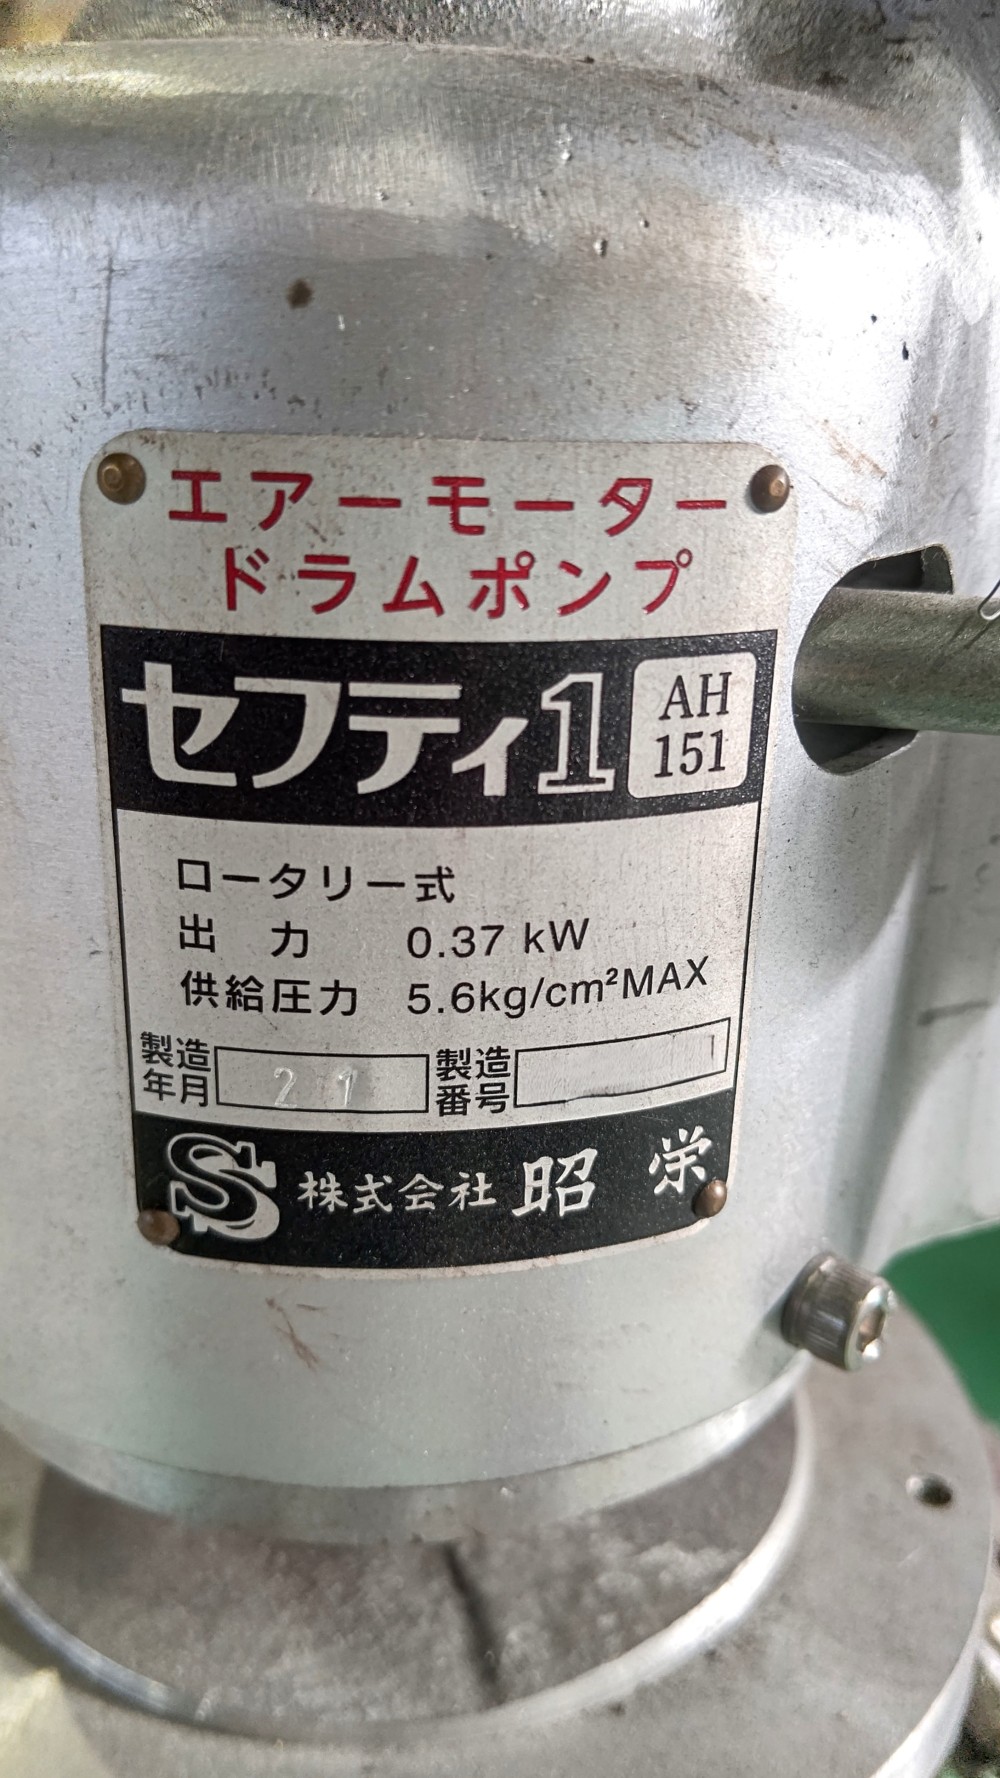 エアーモーター
ドラムポンプ
セフティ1 AH 151
ロータリー式
出 力 0.37 kW
供給圧力 5.6kg/cm²MAX
製造年月 2 1 製造番号
S 株式会社 昭 栄